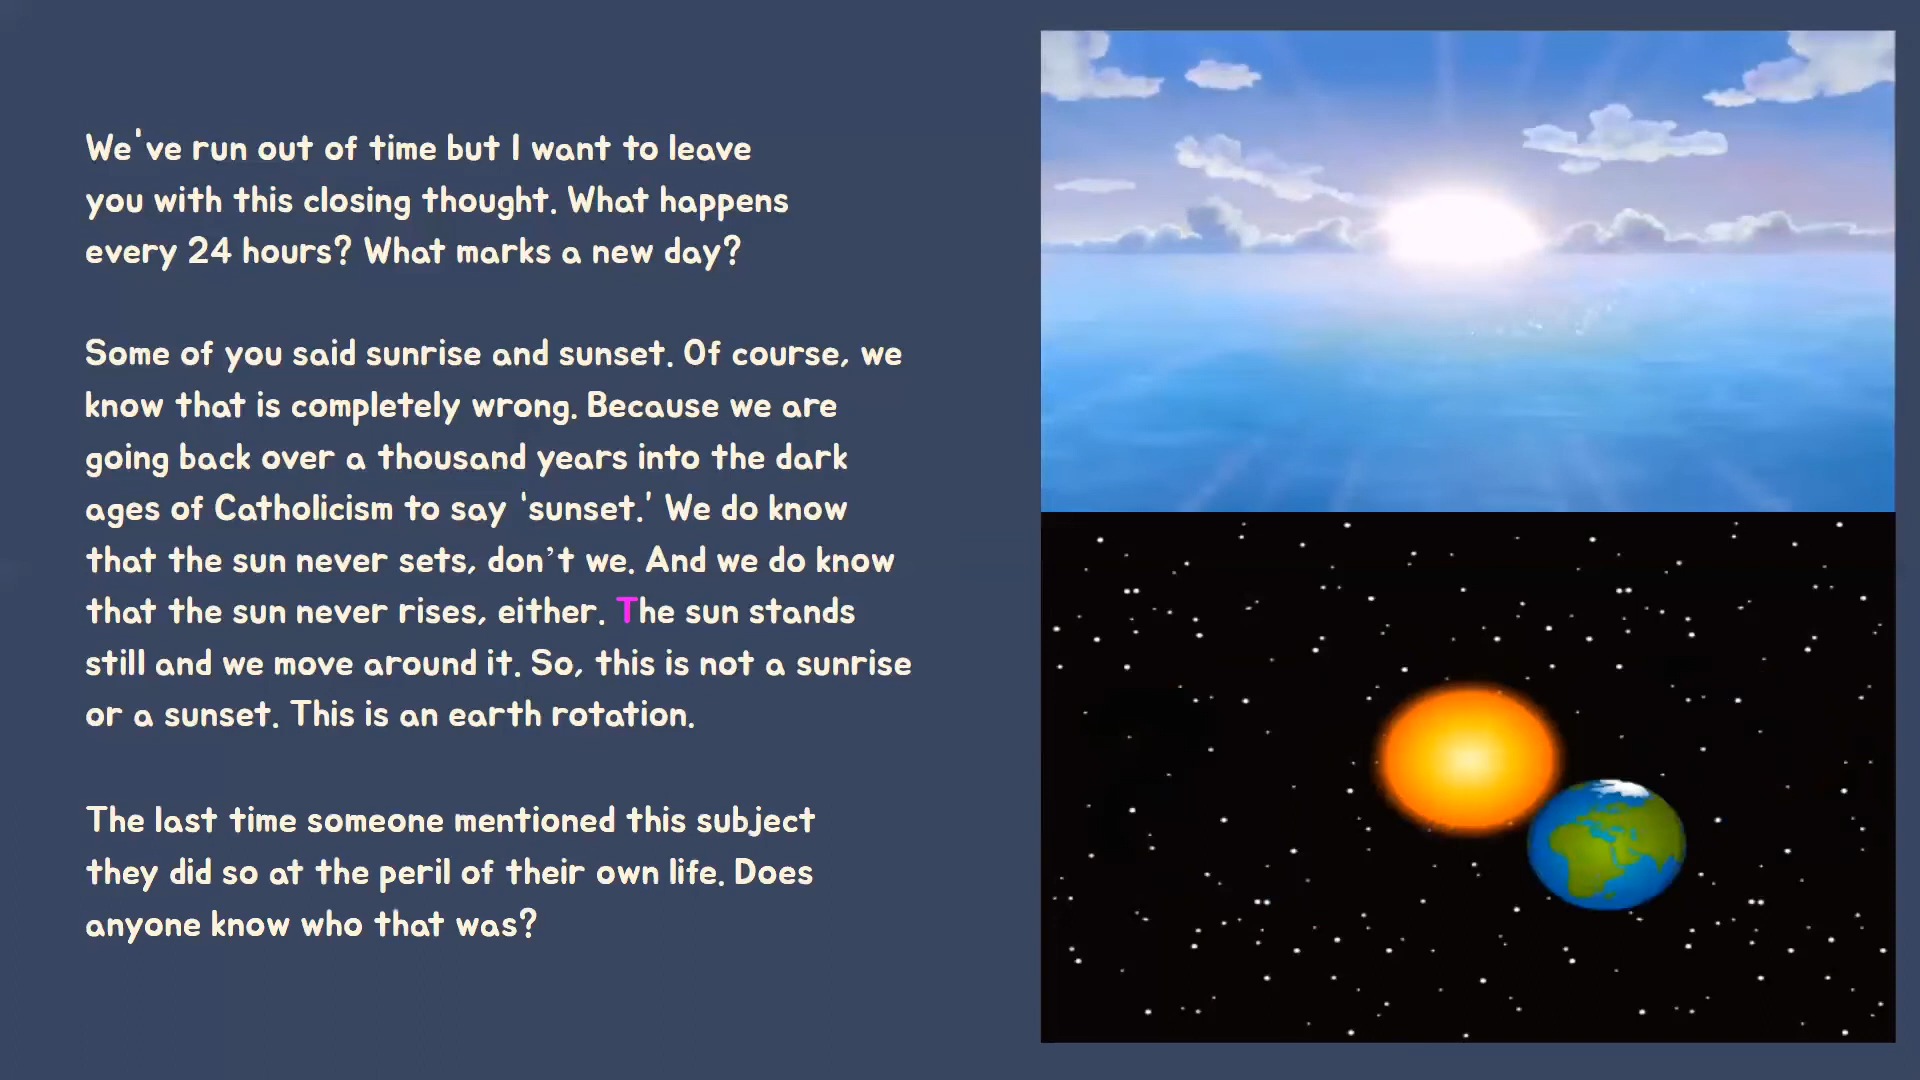 We've run out of time but I want to leave
you with this closing thought. What happens
every 24 hours? What marks a new day?
Some of you said sunrise and sunset. Of course, we
know that is completely wrong. Because we are
going back over a thousand years into the dark
ages of Catholicism to say 'sunset.' We do know
that the sun never sets, don’t we. And we do know
that the sun never rises, either. The sun stands
still and we move around it. So, this is not a sunrise
or a sunset. This is an earth rotation.
The last time someone mentioned this subject
they did so at the peril of their own life. Does
anyone know who that was?